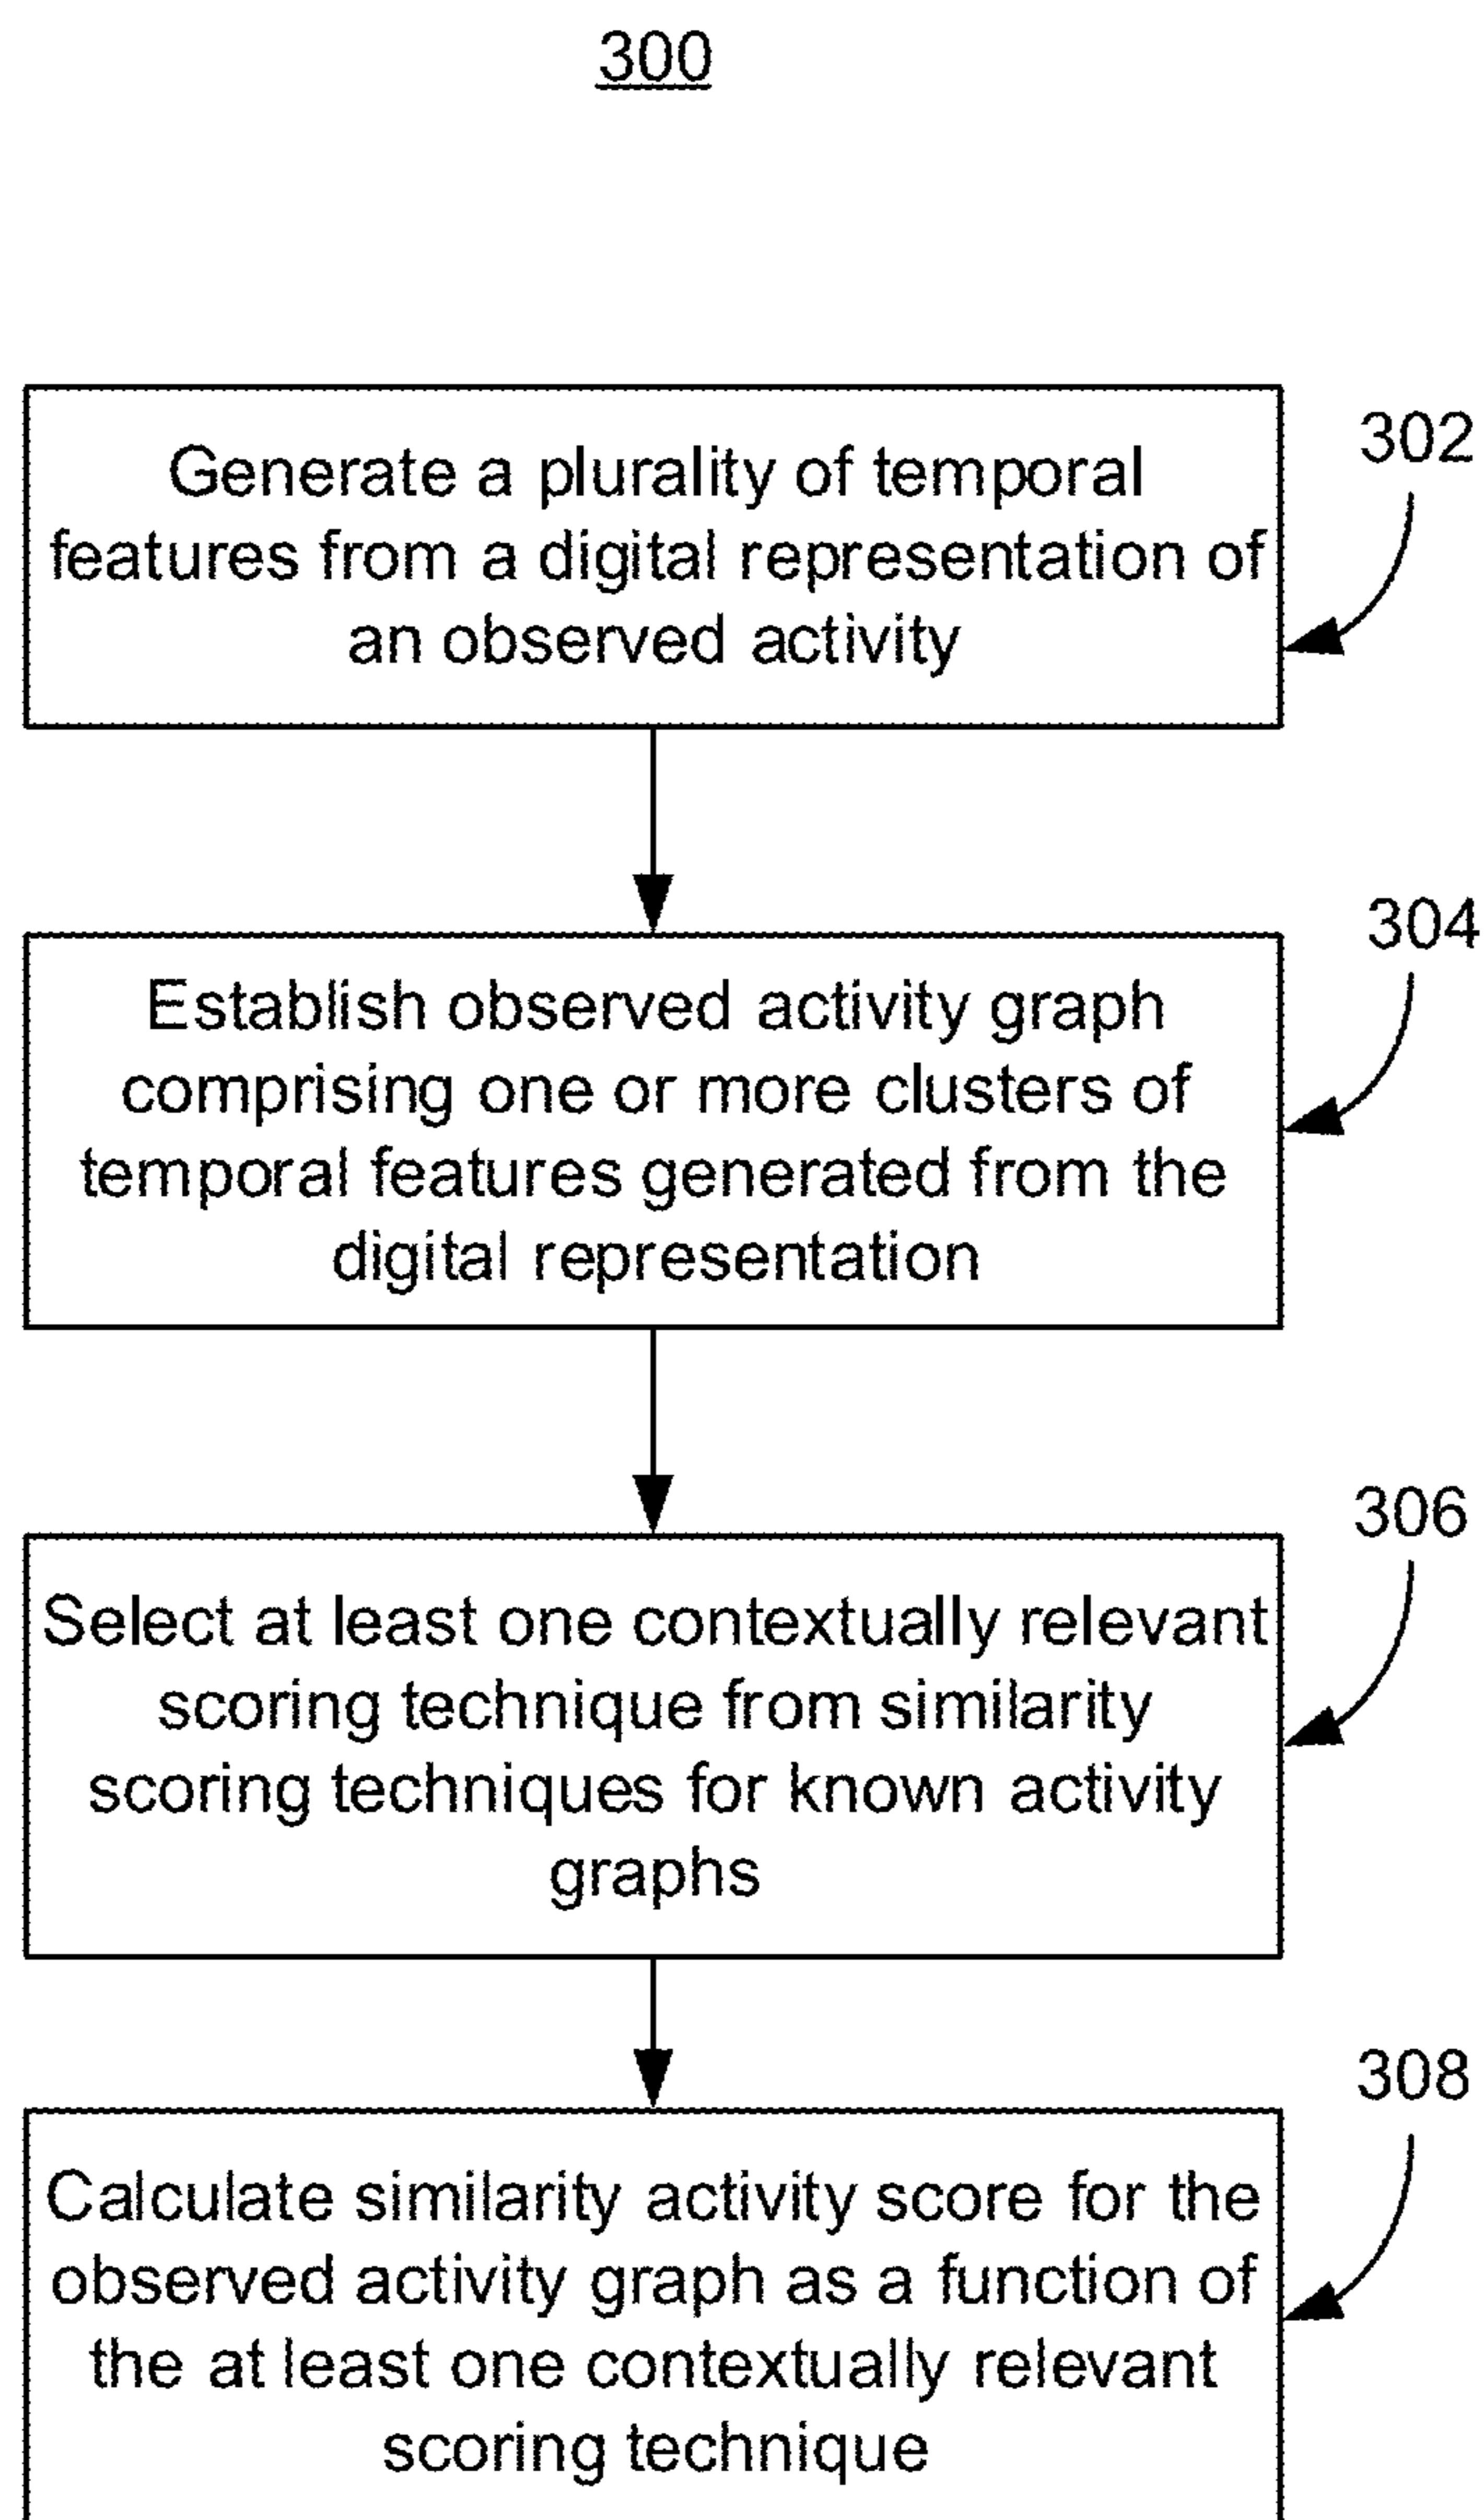 300
302
Generate a plurality of temporal
features from a digital representation of
an observed activity
304
Establish observed activity graph
comprising one or more clusters of
temporal features generated from the
digital representation
306
Select at least one contextually relevant
scoring technique from similarity
scoring techniques for known activity
graphs
308
Calculate similarity activity score for the
observed activity graph as a function of
the at least one contextually relevant
scoring technique